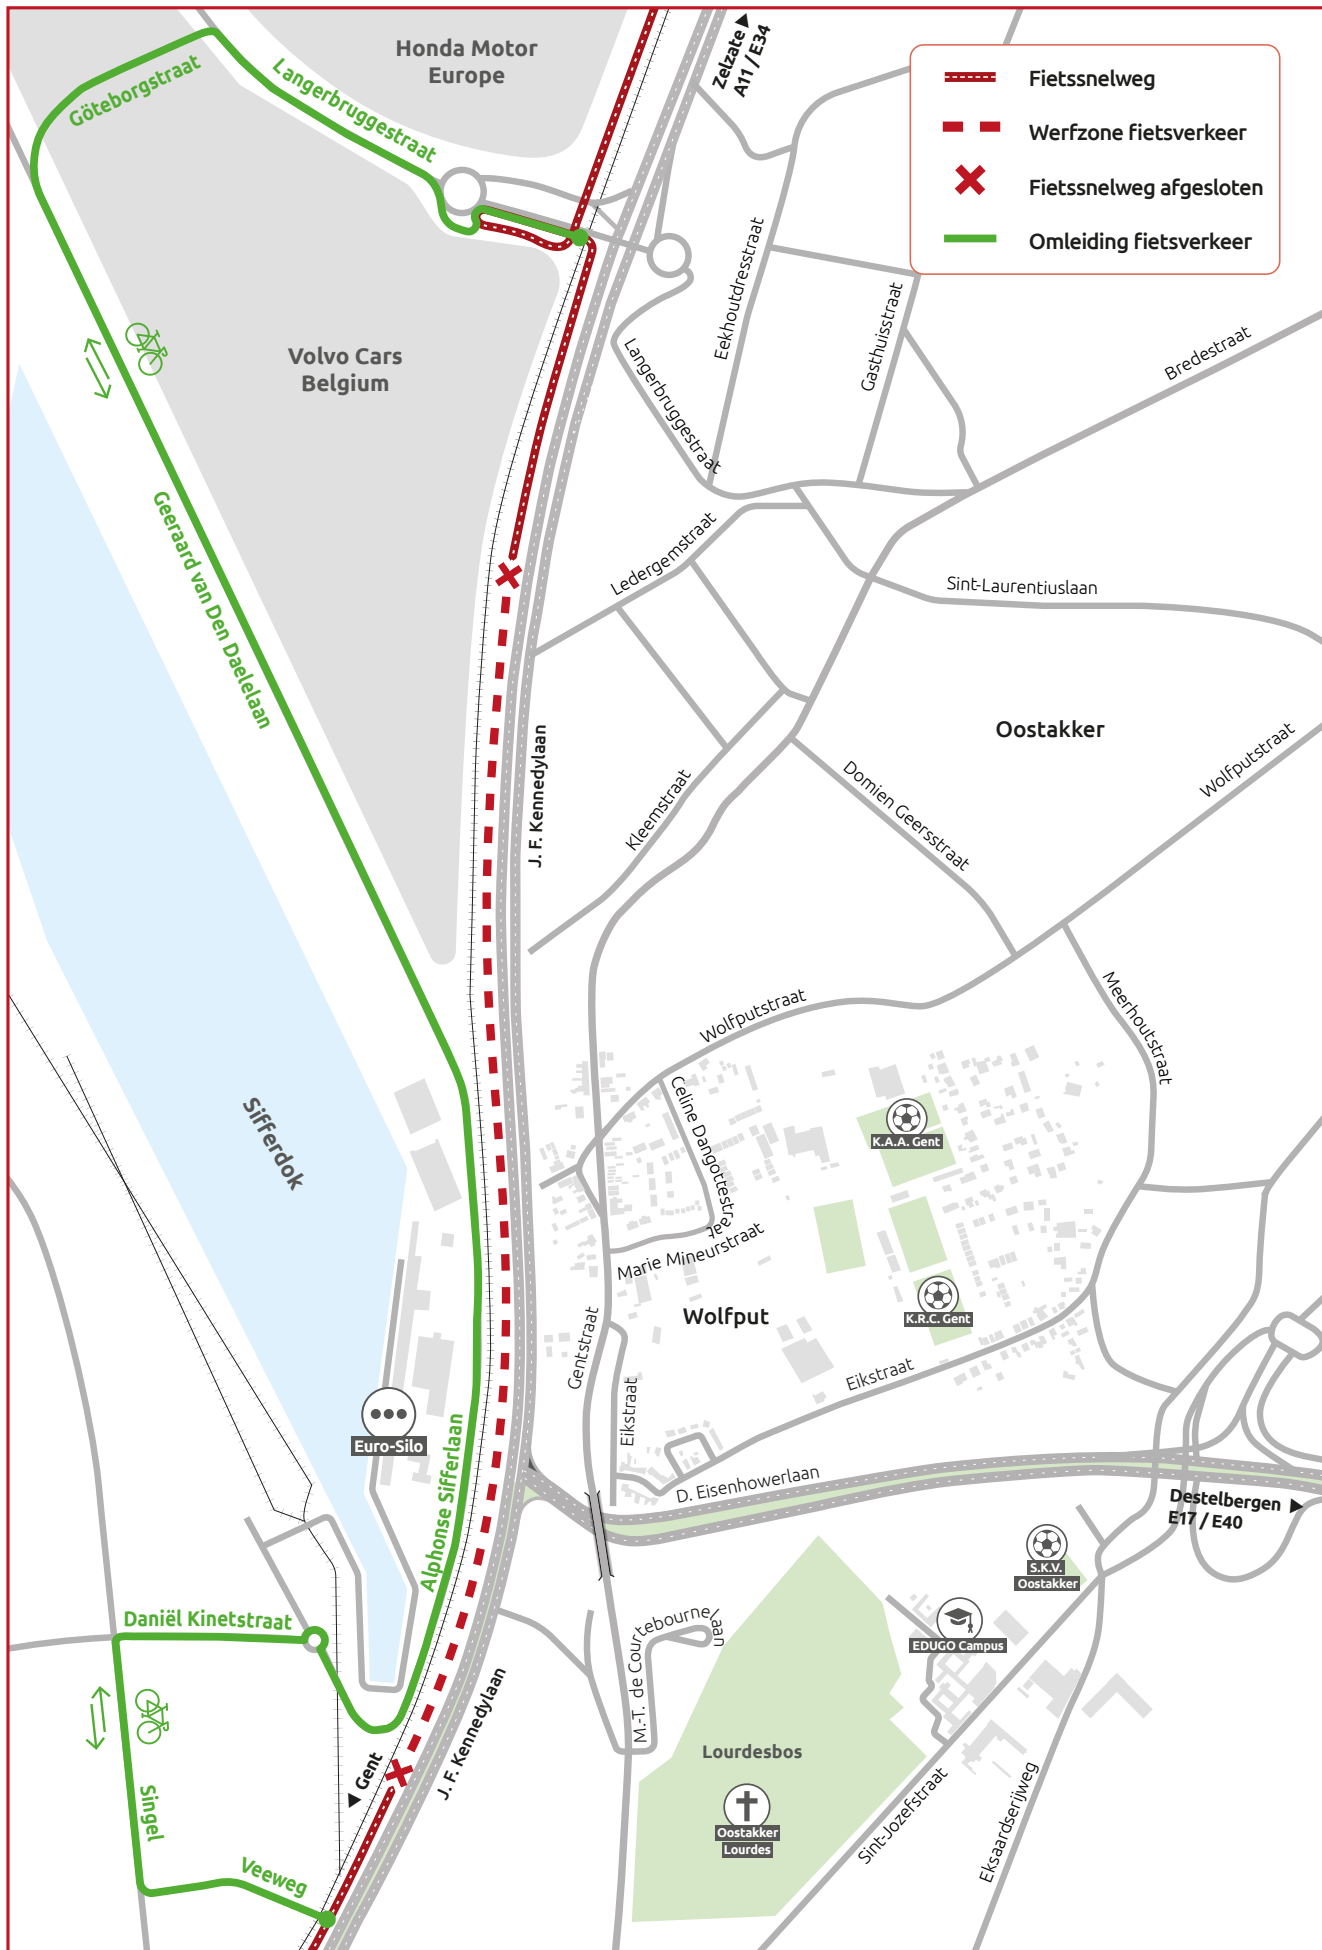 Honda Motor
Europe
Zelzate
A11 / E34
Fietssnelweg
Werfzone fietsverkeer
Fietssnelweg afgesloten
Omleiding fietsverkeer
Göteborgstraat
Langerbruggestraat
Volvo Cars
Belgium
Eekhoutdresstraat
Gasthuisstraat
Langerbruggestraat
Bredestraat
Geeraard van Den Daelelaan
Ledergemstraat
Sint-Laurentiuslaan
Oostakker
J. F. Kennedylaan
Kleemstraat
Domien Geersstraat
Wolfputstraat
Wolfputstraat
Meerhoutstraat
Celine Dangottestraat
K.A.A. Gent
Sifferdok
Marie Mineurstraat
Wolfput
K.R.C. Gent
Gentstraat
Eikstraat
Eikstraat
Euro-Silo
Alphonse Sifferlaan
D. Eisenhowerlaan
Destelbergen
E17 / E40
S.K.V.
Oostakker
Daniël Kinetstraat
EDUGO Campus
M.-T. de Courtebournelaan
J. F. Kennedylaan
Gent
Lourdesbos
Singel
Oostakker
Lourdes
Sint-Jozefstraat
Eksaardserijweg
Veeweg